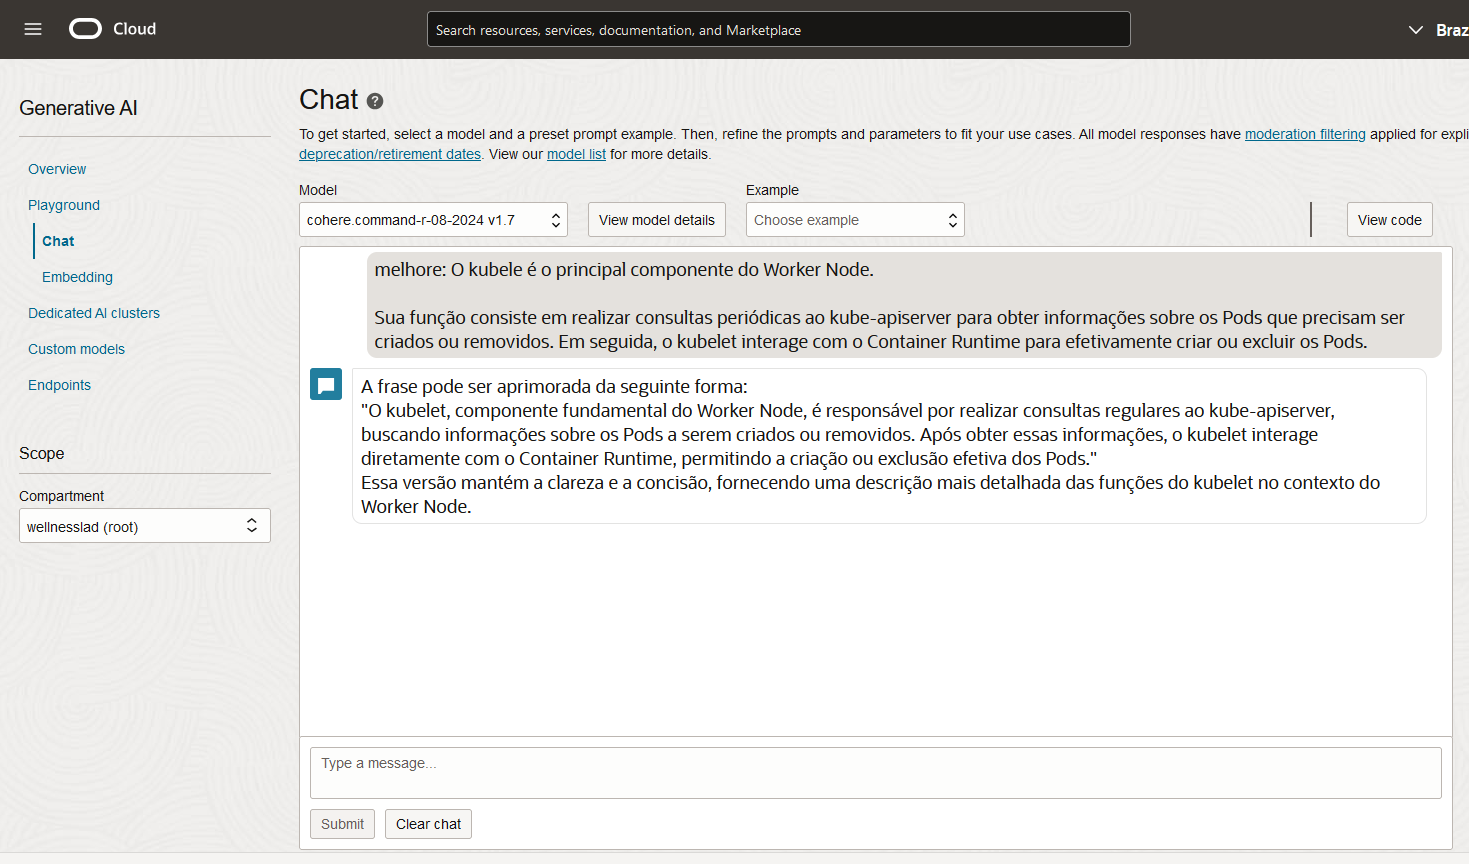 Cloud
Search resources, services, documentation, and Marketplace
Braz
Generative AI
Overview
Playground
Chat
Embedding
Dedicated AI clusters
Custom models
Endpoints
Scope
Compartment
wellnesslad (root)
Chat ?
To get started, select a model and a preset prompt example. Then, refine the prompts and parameters to fit your use cases. All model responses have moderation filtering applied for expli
deprecation/retirement dates. View our model list for more details.
Model
Example
cohere.command-r-08-2024 v1.7
View model details
Choose example
View code
melhore: O kubele é o principal componente do Worker Node.
Sua função consiste em realizar consultas periódicas ao kube-apiserver para obter informações sobre os Pods que precisam ser
criados ou removidos. Em seguida, o kubelet interage com o Container Runtime para efetivamente criar ou excluir os Pods.
A frase pode ser aprimorada da seguinte forma:
"O kubelet, componente fundamental do Worker Node, é responsável por realizar consultas regulares ao kube-apiserver,
buscando informações sobre os Pods a serem criados ou removidos. Após obter essas informações, o kubelet interage
diretamente com o Container Runtime, permitindo a criação ou exclusão efetiva dos Pods."
Essa versão mantém a clareza e a concisão, fornecendo uma descrição mais detalhada das funções do kubelet no contexto do
Worker Node.
Type a message...
Submit
Clear chat